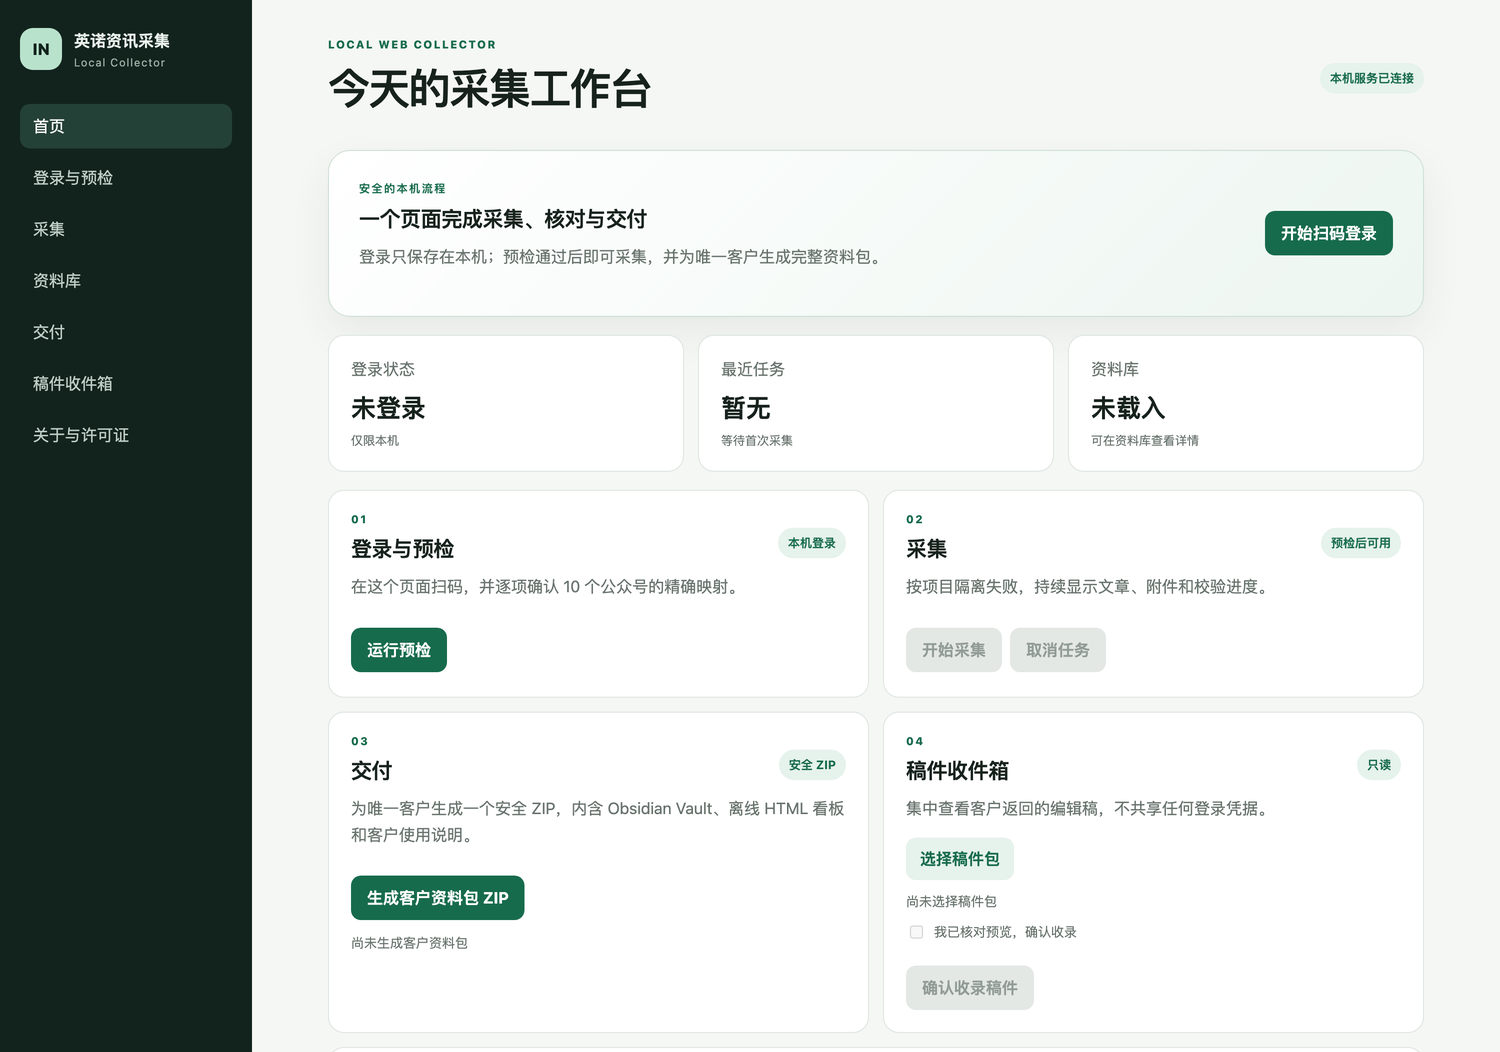 IN
英诺资讯采集
Local Collector
首页
登录与预检
采集
资料库
交付
稿件收件箱
关于与许可证
LOCAL WEB COLLECTOR
今天的采集工作台
本机服务已连接
安全的本机流程
一个页面完成采集、核对与交付
登录只保存在本机；预检通过后即可采集，并为唯一客户生成完整资料包。
开始扫码登录
登录状态
未登录
仅限本机
最近任务
暂无
等待首次采集
资料库
未载入
可在资料库查看详情
01
登录与预检
本机登录
在这个页面扫码，并逐项确认 10 个公众号的精确映射。
运行预检
02
采集
预检后可用
按项目隔离失败，持续显示文章、附件和校验进度。
开始采集
取消任务
03
交付
安全 ZIP
为唯一客户生成一个安全 ZIP，内含 Obsidian Vault、离线 HTML 看板
和客户使用说明。
生成客户资料包 ZIP
尚未生成客户资料包
04
稿件收件箱
只读
集中查看客户返回的编辑稿，不共享任何登录凭据。
选择稿件包
尚未选择稿件包
我已核对预览，确认收录
确认收录稿件